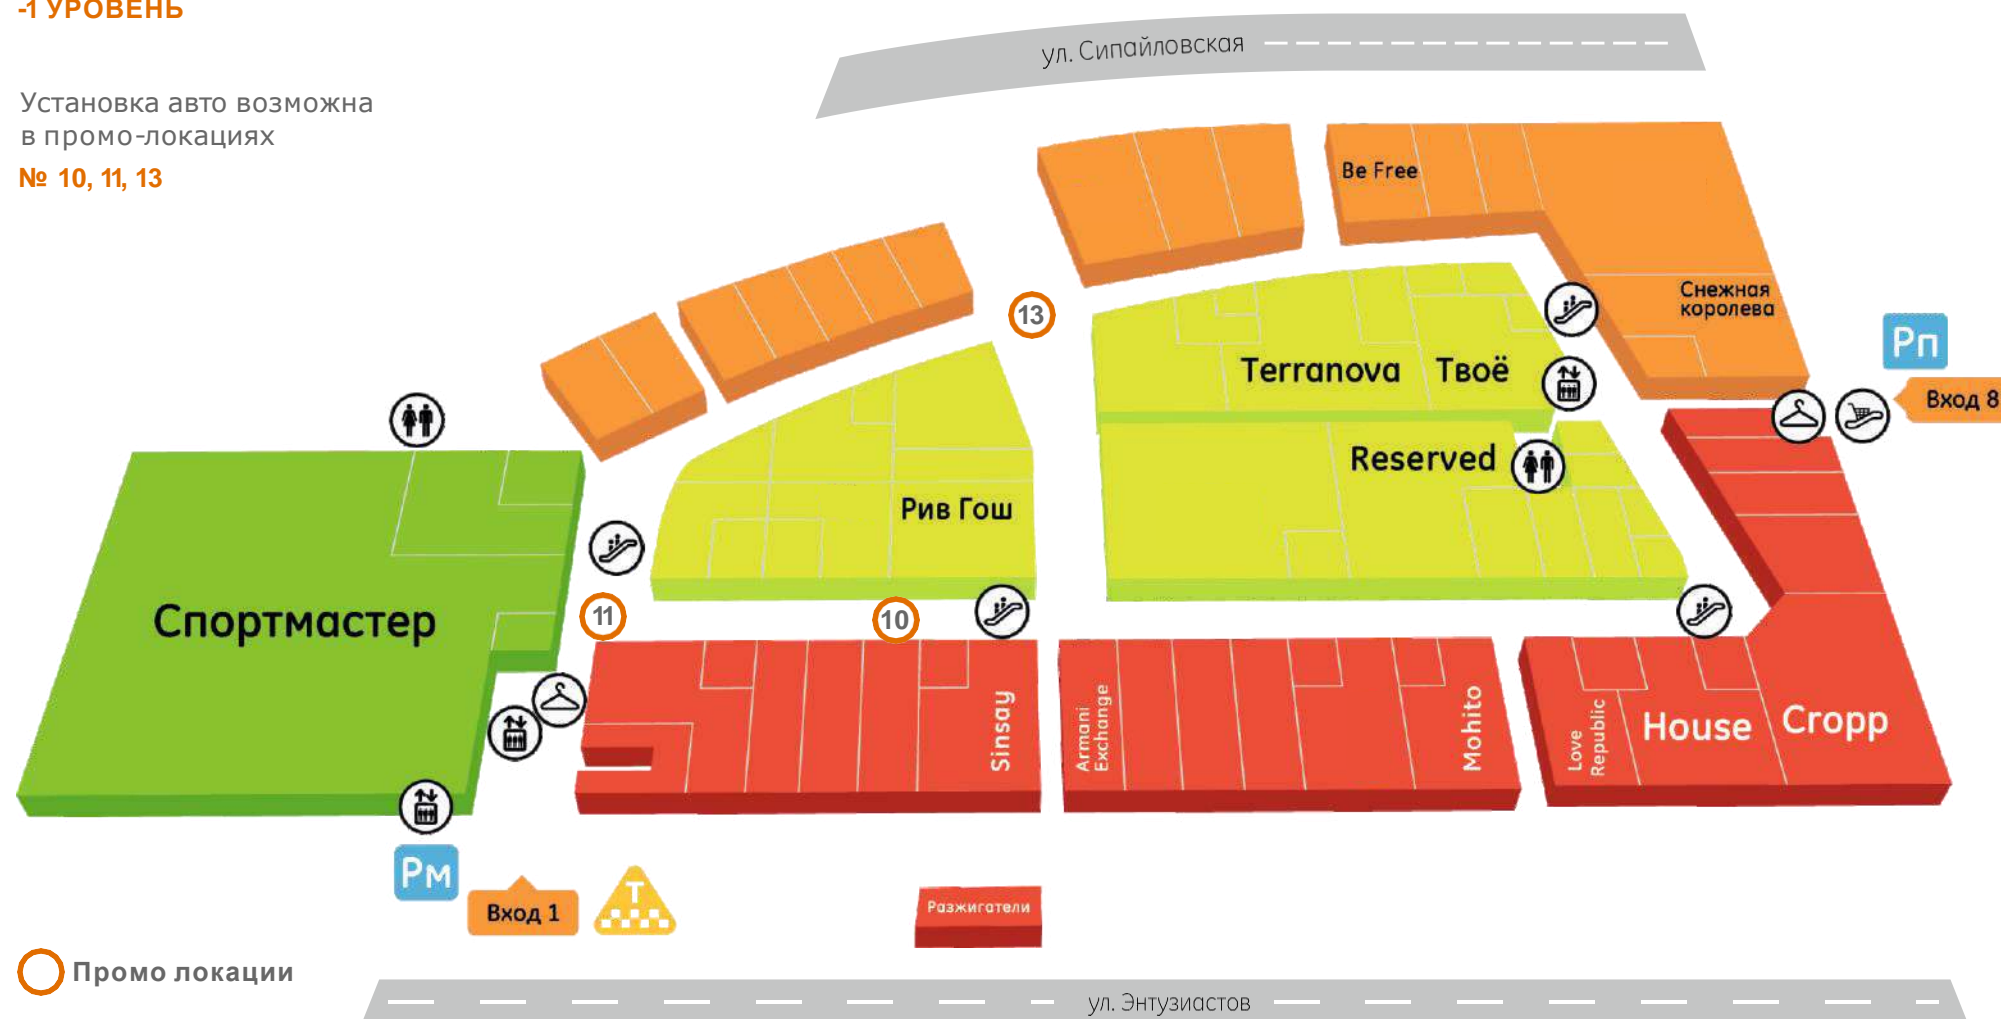 -1 УРОВЕНЬ
ул. Сипайловская
Установка авто возможна
в промо-локациях
№ 10, 11, 13
Be Free
Снежная
королева
13
Рп
Terranova
Твоё
Вход 8
Reserved
Рив Гош
Спортмастер
11
10
Sinsay
Armani
Exchange
Mohito
Love
Republic
House
Cropp
Рм
Вход 1
Т
Разжигатели
Промо локации
ул. Энтузиастов